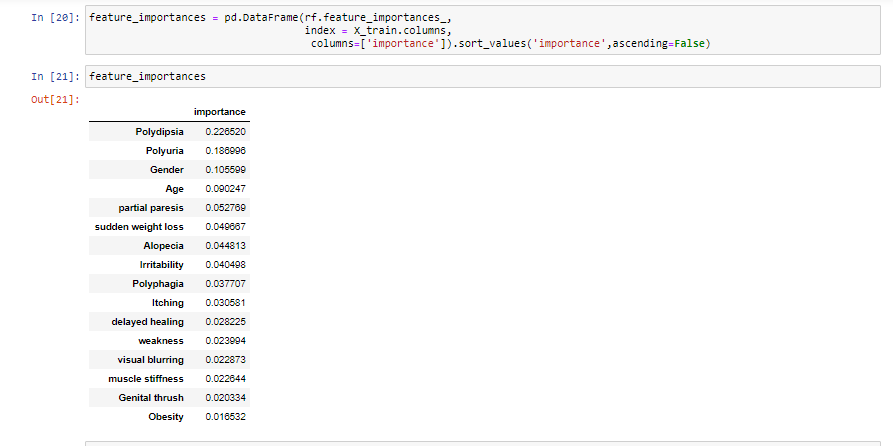 In [20]: feature_importances = pd.DataFrame(rf.feature_importances_,
index = X_train.columns,
columns=['importance']).sort_values('importance',ascending=False)
In [21]: feature_importances
Out[21]:
importance
Polydipsia 0.226520
Polyuria 0.186996
Gender 0.105599
Age 0.090247
partial paresis 0.052769
sudden weight loss 0.049667
Alopecia 0.044813
Irritability 0.040498
Polyphagia 0.037707
Itching 0.030581
delayed healing 0.028225
weakness 0.023994
visual blurring 0.022873
muscle stiffness 0.022644
Genital thrush 0.020334
Obesity 0.016532